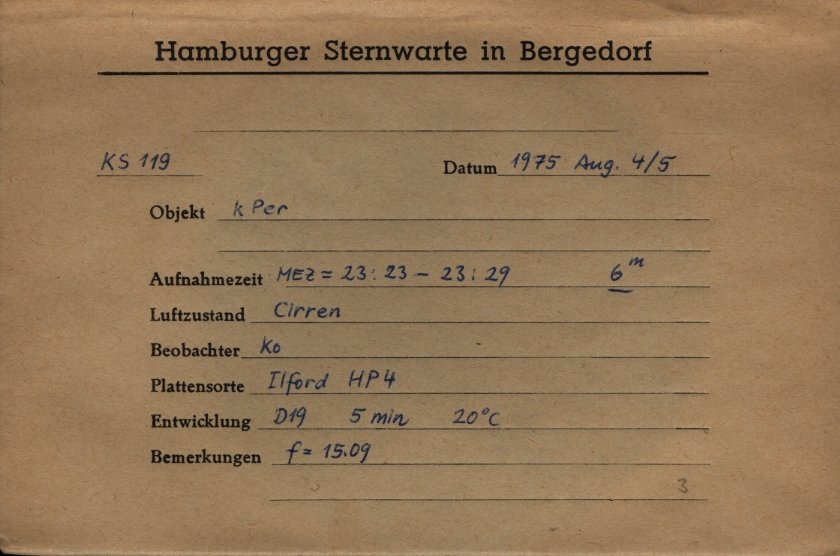 Hamburger Sternwarte in Bergedorf
KS 119 Datum 1975 Aug. 4/5
Objekt k Per
Aufnahmezeit MEZ = 23:23 – 23:29 6ᵐ
Luftzustand Cirren
Beobachter Ko
Plattensorte Ilford HP4
Entwicklung D19 5 min 20°C
Bemerkungen f = 15.09
3